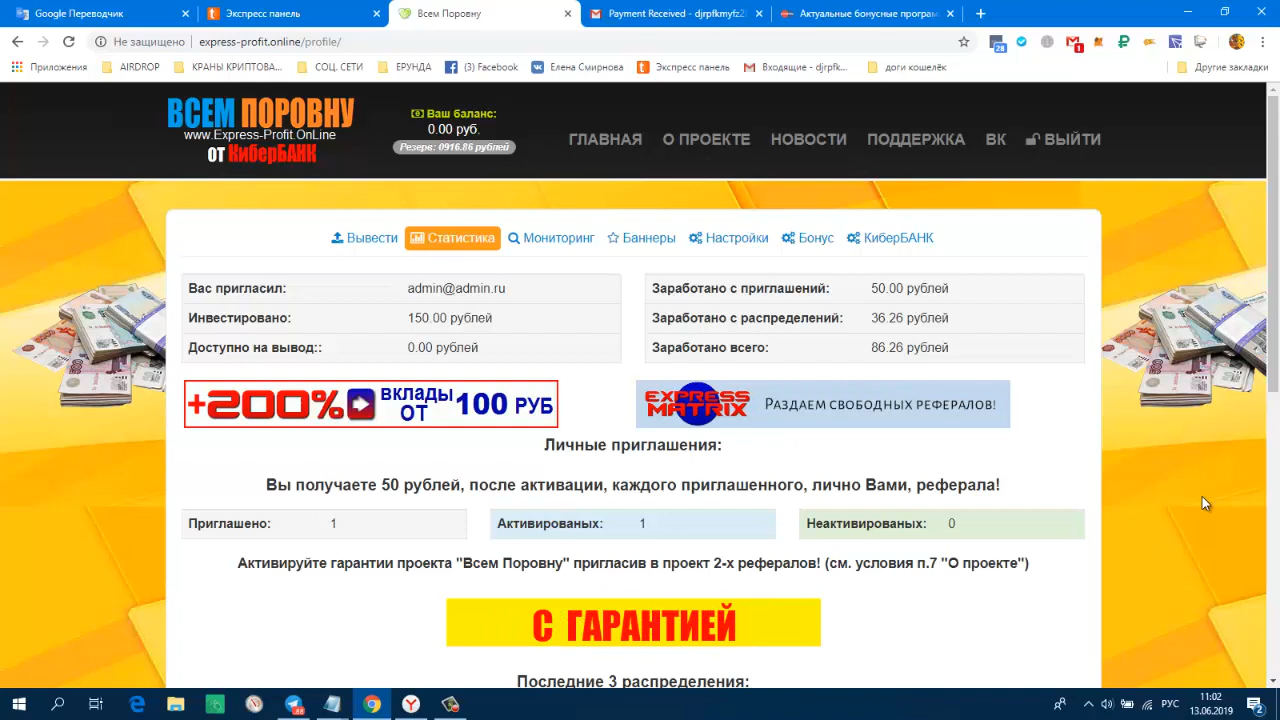 Google Переводчик
Экспресс панель
Всем Поровну
Payment Received - djrpfkmyfz2
Актуальные бонусные програм
Не защищено
express-profit.online/profile/
28
1
Приложения
AIRDROP
КРАНЫ КРИПТОВА...
СОЦ. СЕТИ
ЕРУНДА
(3) Facebook
Елена Смирнова
Экспресс панель
Входящие - djrpfk...
доги кошелёк
Другие закладки
ВСЕМ ПОРОВНУ
www.Express-Profit.OnLine
от КиберБАНК
Ваш баланс:
0.00 руб.
Резерв: 0916.86 рублей
ГЛАВНАЯ
О ПРОЕКТЕ
НОВОСТИ
ПОДДЕРЖКА
ВК
ВЫЙТИ
Вывести
Статистика
Мониторинг
Баннеры
Настройки
Бонус
КиберБАНК
Вас пригласил: admin@admin.ru
Инвестировано: 150.00 рублей
Доступно на вывод:: 0.00 рублей
Заработано с приглашений: 50.00 рублей
Заработано с распределений: 36.26 рублей
Заработано всего: 86.26 рублей
+200% ВКЛАДЫ ОТ 100 РУБ
EXPRESS MATRIX Раздаем свободных рефералов!
Личные приглашения:
Вы получаете 50 рублей, после активации, каждого приглашенного, лично Вами, реферала!
Приглашено: 1
Активированых: 1
Неактивированых: 0
Активируйте гарантии проекта "Всем Поровну" пригласив в проект 2-х рефералов! (см. условия п.7 "О проекте")
С ГАРАНТИЕЙ
Последние 3 распределения:
88
РУС
11:02
13.06.2019
2